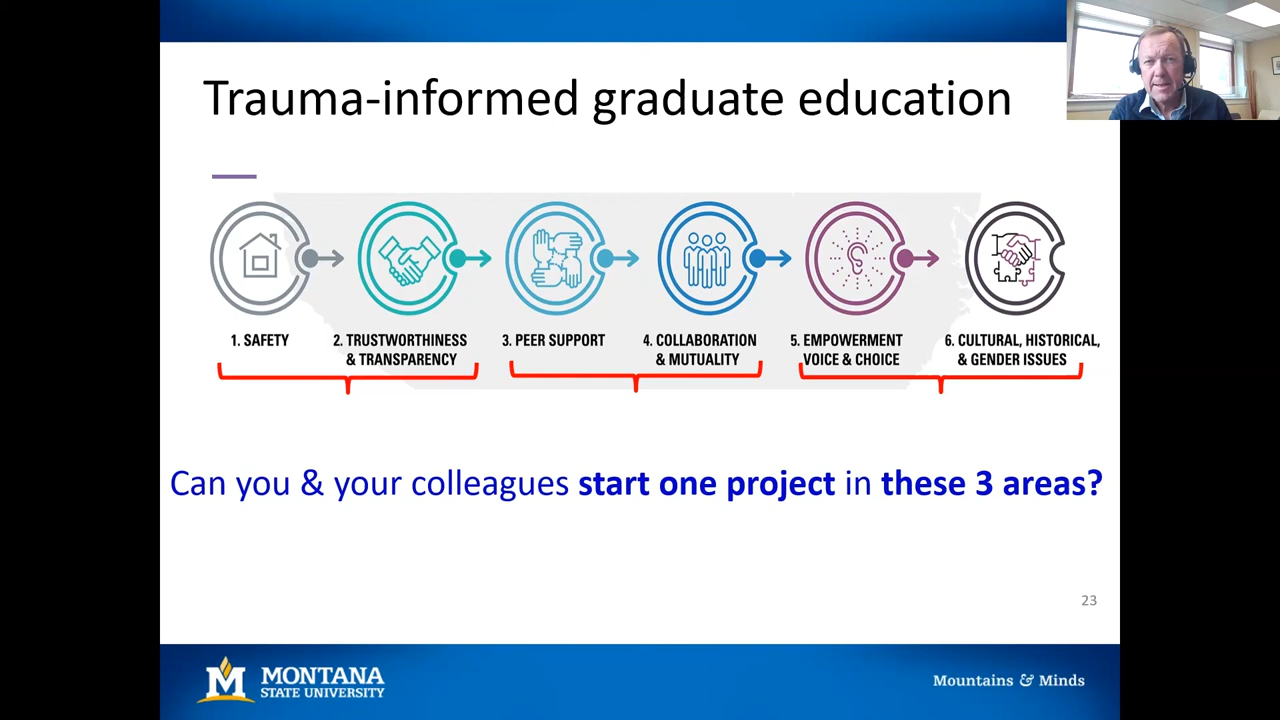 Trauma-informed graduate education
1. SAFETY
2. TRUSTWORTHINESS
& TRANSPARENCY
3. PEER SUPPORT
4. COLLABORATION
& MUTUALITY
5. EMPOWERMENT
VOICE & CHOICE
6. CULTURAL, HISTORICAL,
& GENDER ISSUES
Can you & your colleagues start one project in these 3 areas?
23
M MONTANA
STATE UNIVERSITY
Mountains & Minds